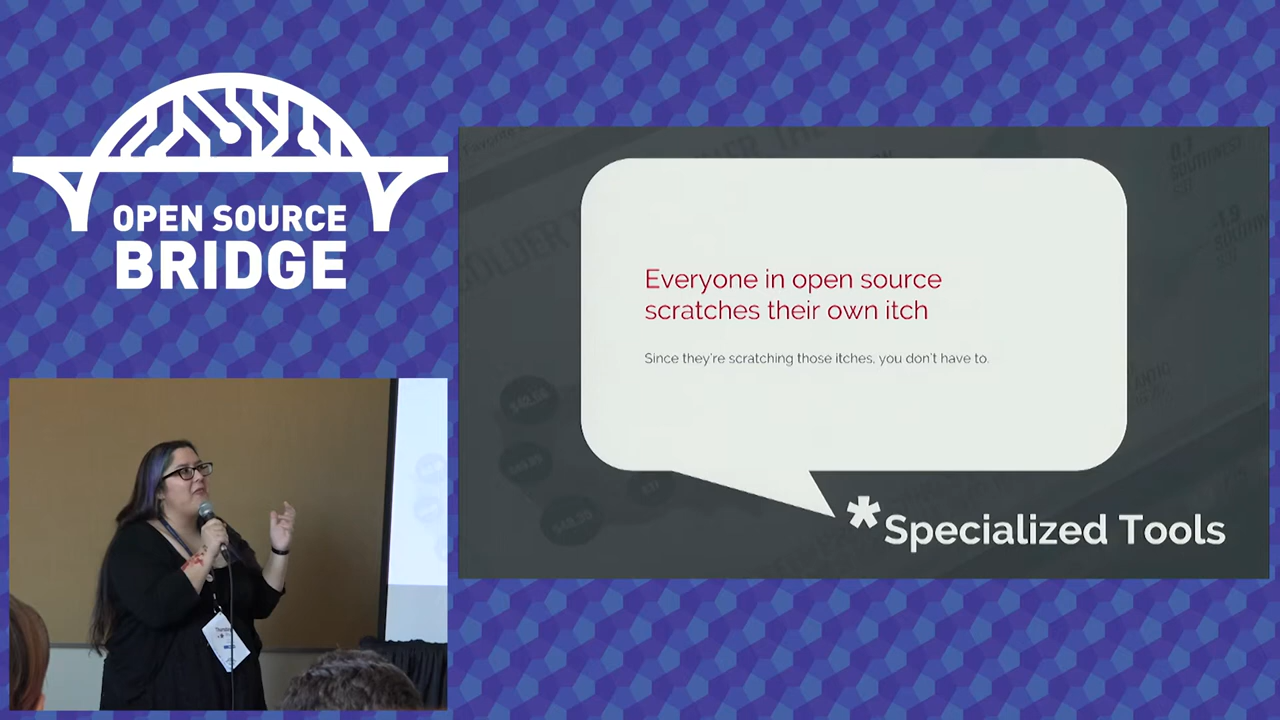 OPEN SOURCE
BRIDGE
Everyone in open source
scratches their own itch
Since they're scratching those itches, you don't have to.
*Specialized Tools